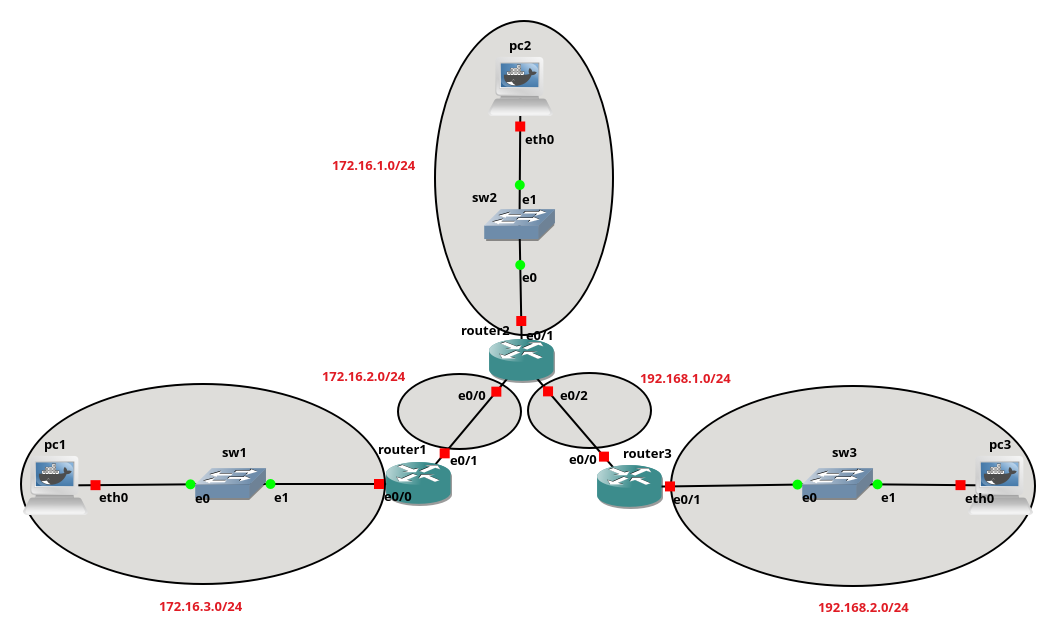 pc2
eth0
172.16.1.0/24
sw2
e1
e0
router2
e0/1
172.16.2.0/24
192.168.1.0/24
e0/0
e0/2
router1
e0/1
e0/0
router3
pc1
sw1
eth0
e0
e1
e0/0
sw3
pc3
e0/1
e0
e1
eth0
172.16.3.0/24
192.168.2.0/24